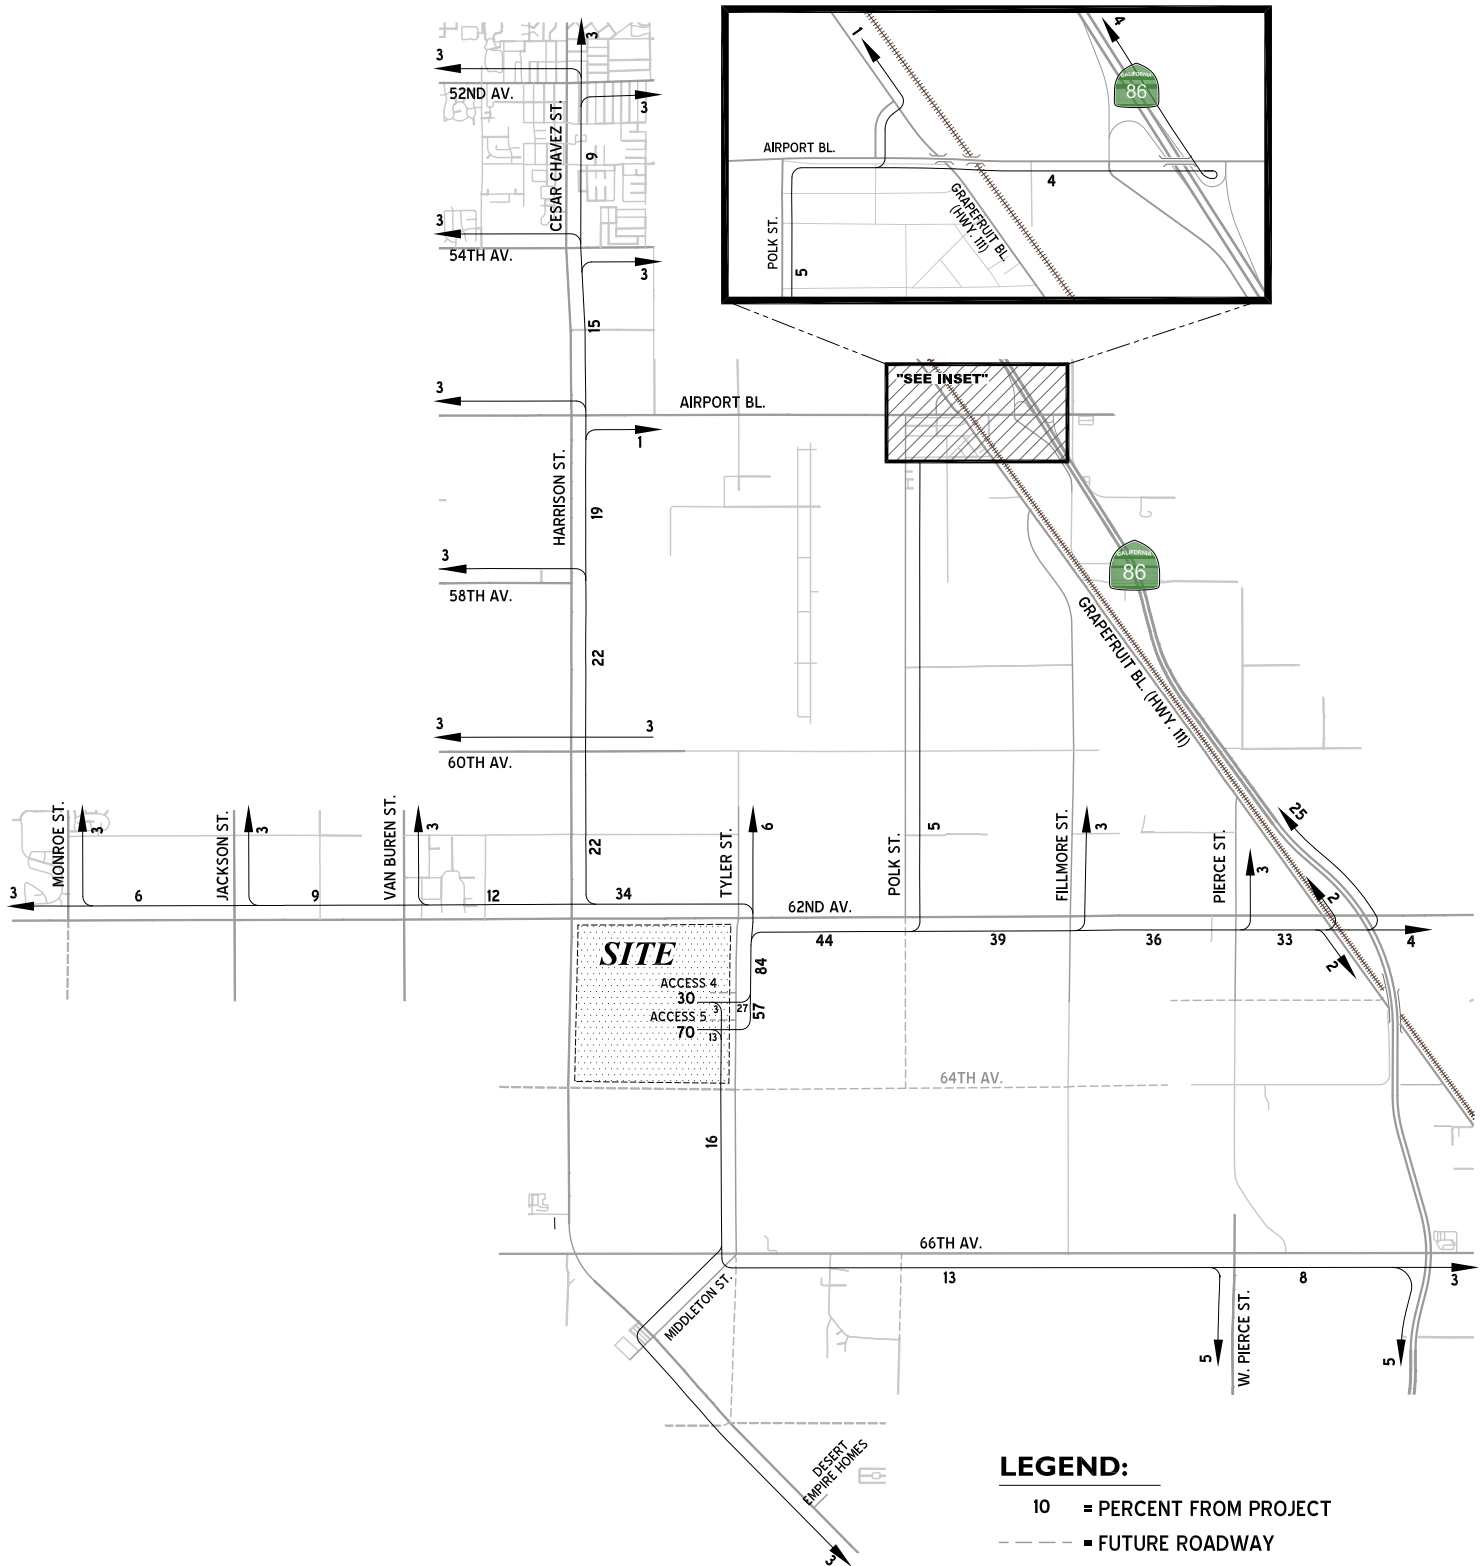 3
3
52ND AV.
3
CESAR CHAVEZ ST.
9
3
54TH AV.
3
15
1
4
CALIFORNIA
86
AIRPORT BL.
4
GRAPEFRUIT BL.
(HWY. 111)
POLK ST.
5
"SEE INSET"
3
AIRPORT BL.
1
HARRISON ST.
19
3
58TH AV.
CALIFORNIA
86
GRAPEFRUIT BL. (HWY. 111)
22
3
3
60TH AV.
MONROE ST.
3
JACKSON ST.
3
VAN BUREN ST.
3
22
TYLER ST.
6
POLK ST.
5
FILLMORE ST.
3
PIERCE ST.
3
25
2
3
6
9
12
34
62ND AV.
44
39
36
33
4
2
SITE
84
ACCESS 4
30
3
27
57
ACCESS 5
70
13
64TH AV.
16
66TH AV.
13
8
3
MIDDLETON ST.
5
W. PIERCE ST.
5
DESERT
EMPIRE HOMES
3
LEGEND:
10 = PERCENT FROM PROJECT
= FUTURE ROADWAY